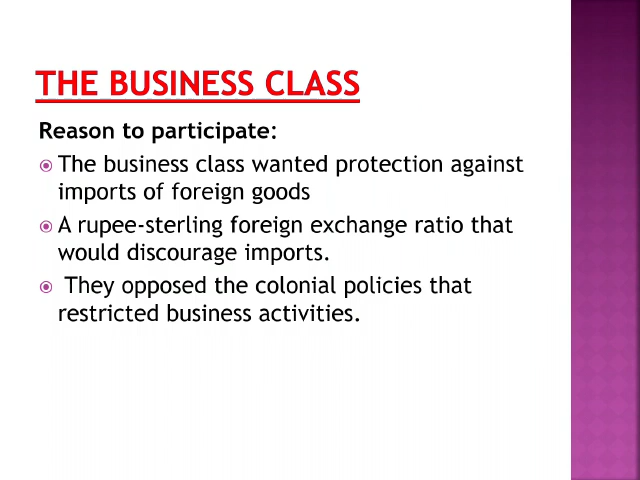 THE BUSINESS CLASS
Reason to participate:
The business class wanted protection against
imports of foreign goods
A rupee-sterling foreign exchange ratio that
would discourage imports.
They opposed the colonial policies that
restricted business activities.